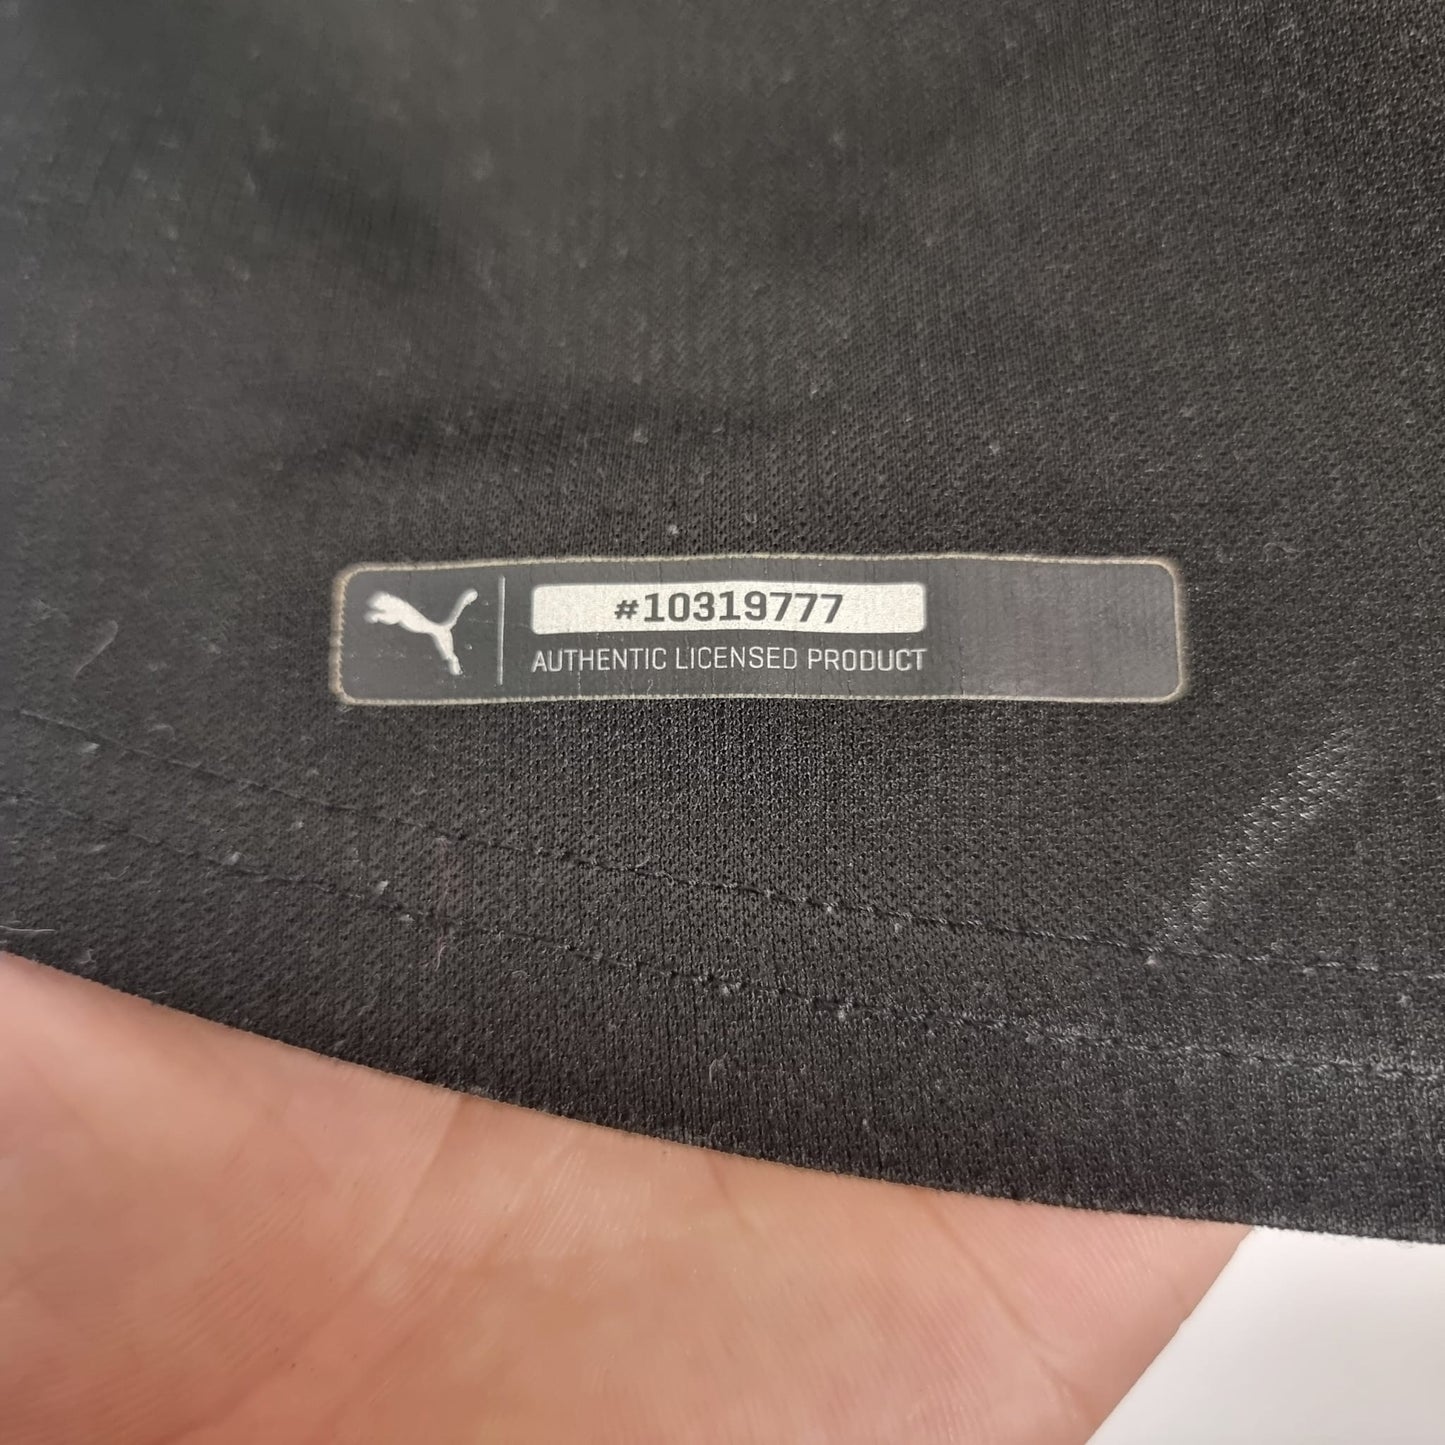 #10319777
AUTHENTIC LICENSED PRODUCT